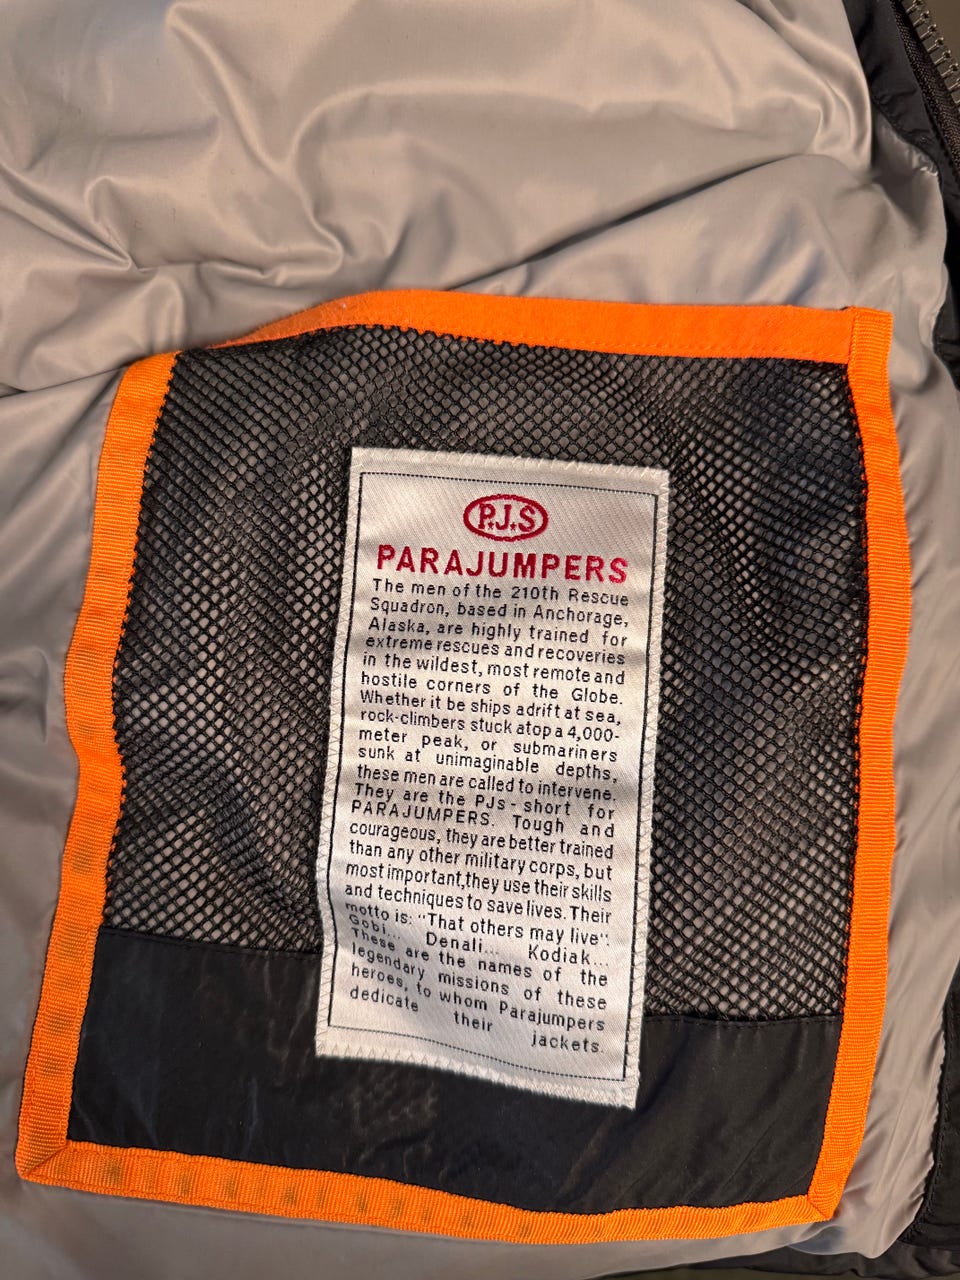 P.J.S
PARAJUMPERS
The men of the 210th Rescue
Squadron, based in Anchorage,
Alaska, are highly trained for
extreme rescues and recoveries
in the wildest, most remote and
hostile corners of the Globe.
Whether it be ships adrift at sea,
rock-climbers stuck atop a 4,000-
meter peak, or submariners
sunk at unimaginable depths,
these men are called to intervene.
They are the PJs - short for
PARAJUMPERS. Tough and
courageous, they are better trained
than any other military corps, but
most important,they use their skills
and techniques to save lives. Their
motto is: "That others may live".
Gobi... Denali... Kodiak...
These are the names of the
legendary missions of these
heroes, to whom Parajumpers
dedicate their jackets.